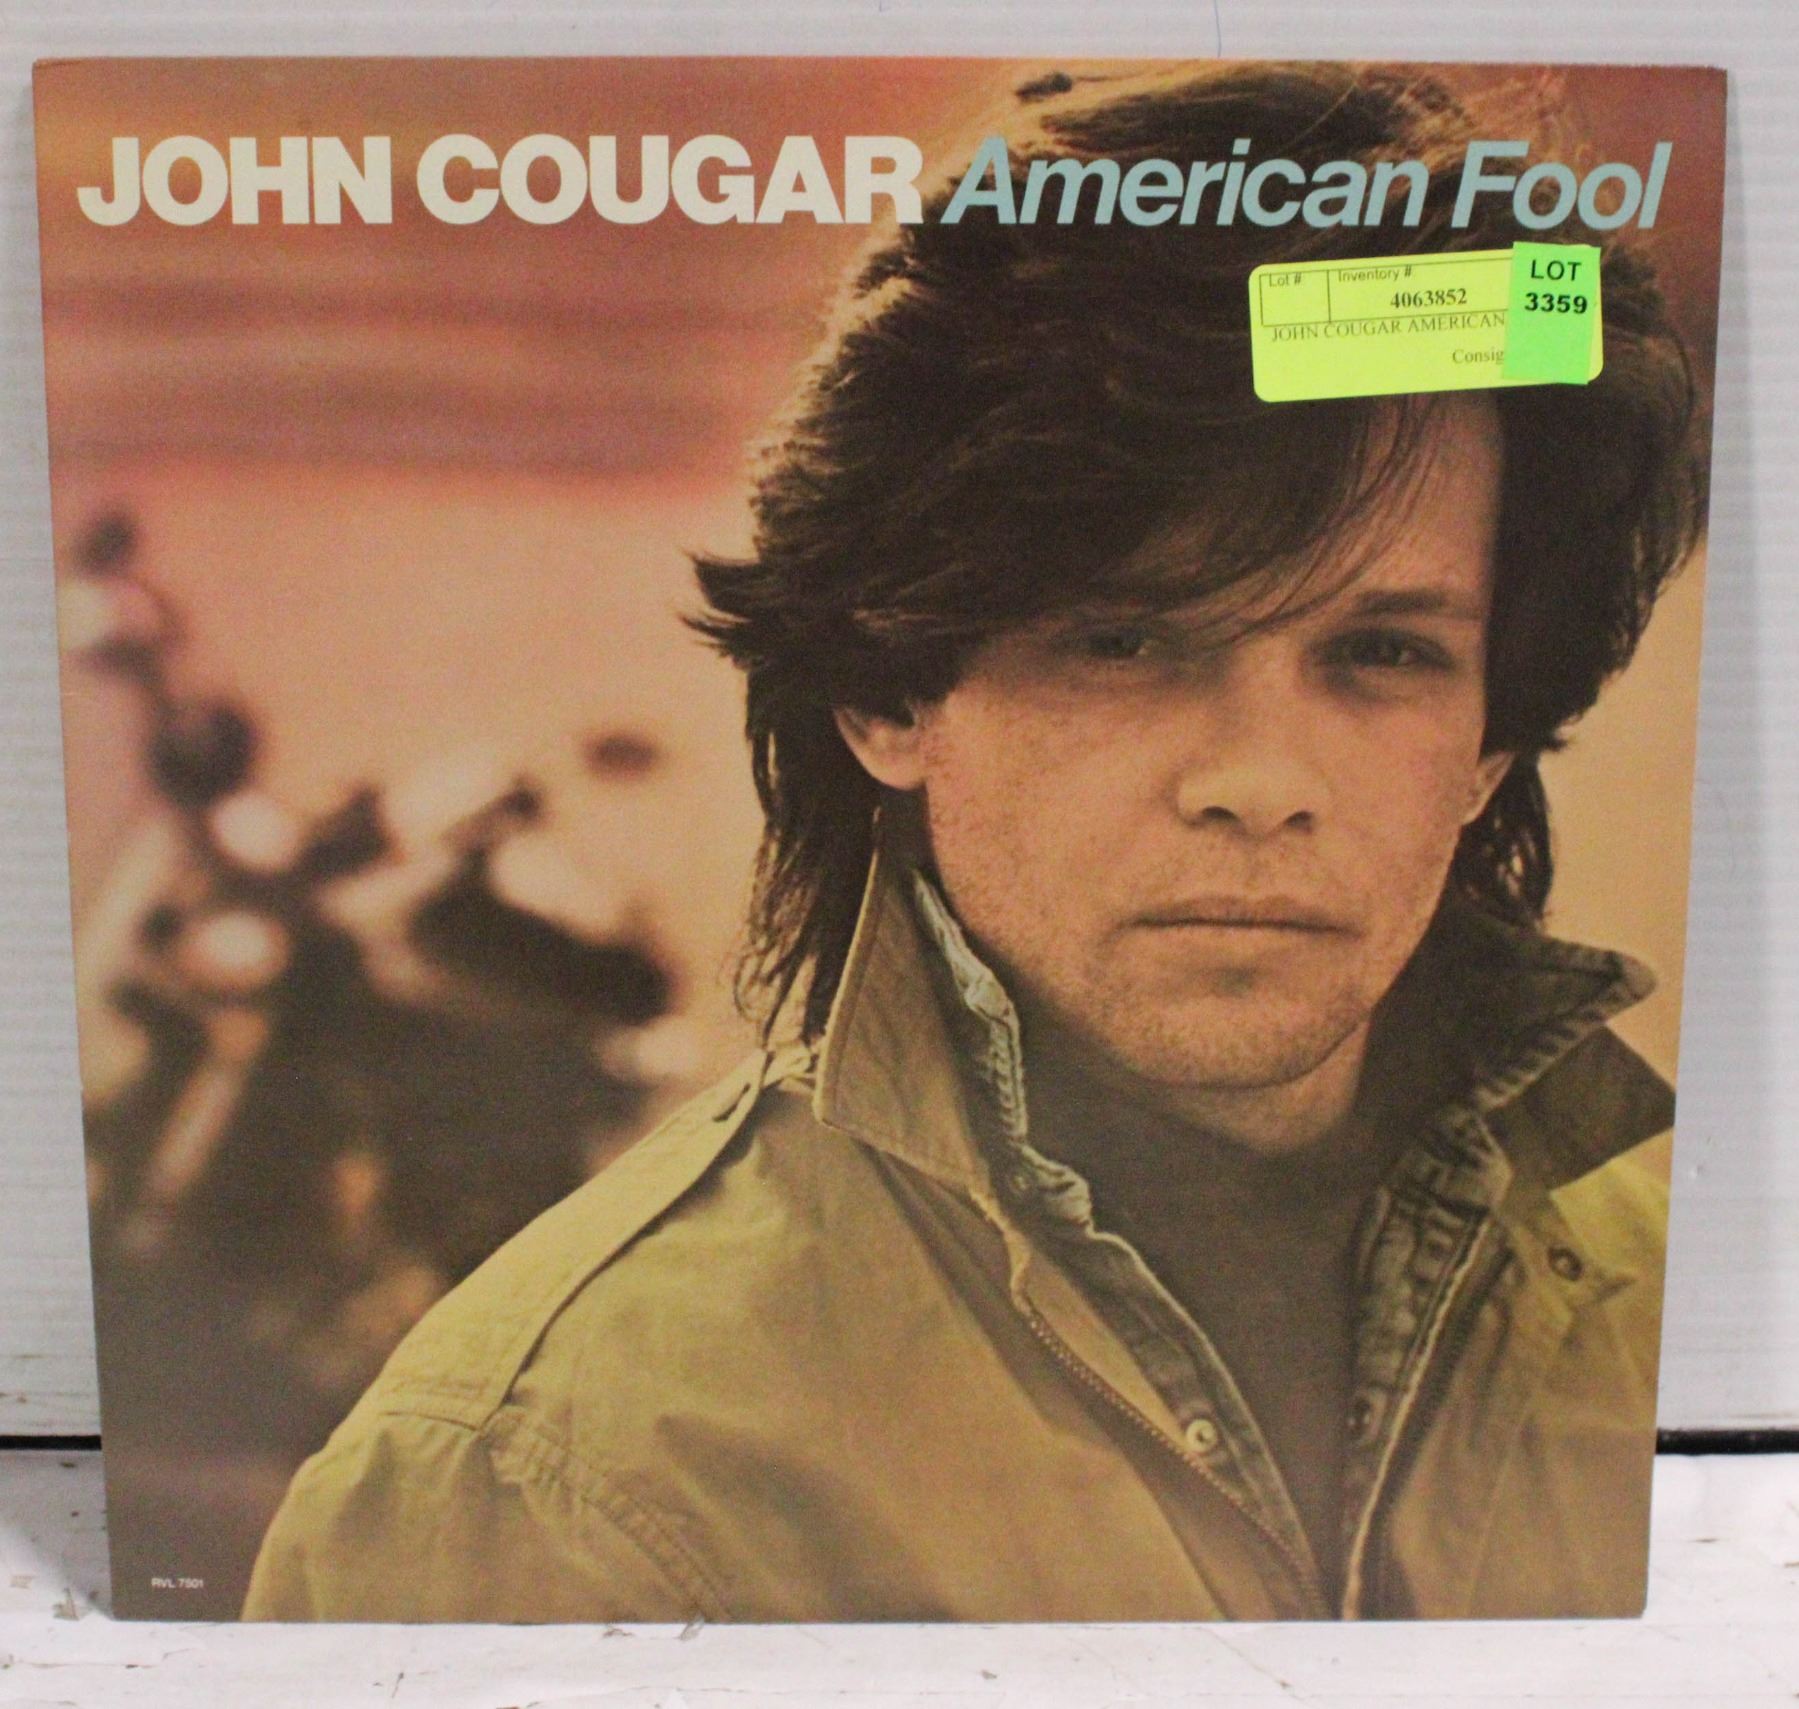 JOHN COUGAR American Fool
Lot # Inventory #
4063852
JOHN COUGAR AMERICAN
Consig
LOT
3359
RVL 7501